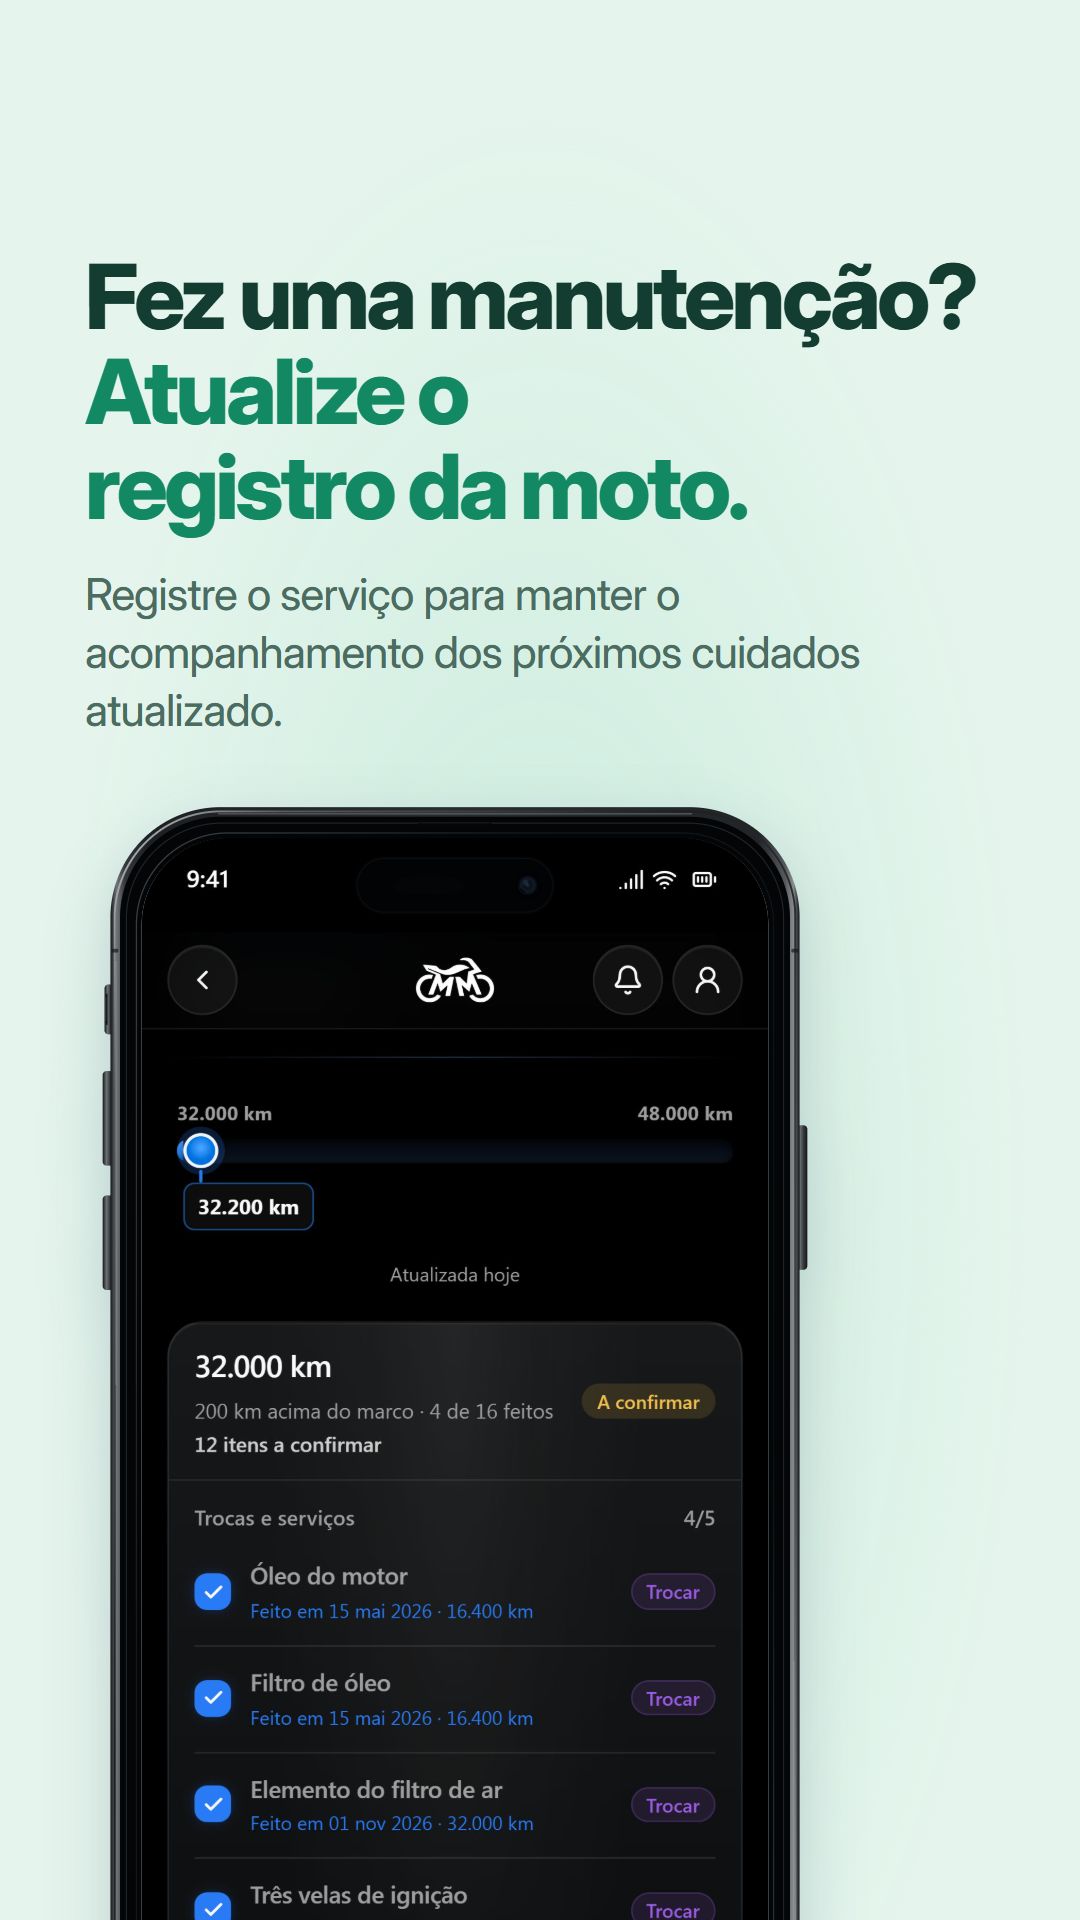 Fez uma manutenção?
Atualize o
registro da moto.
Registre o serviço para manter o
acompanhamento dos próximos cuidados
atualizado.
9:41
MM
32.000 km
48.000 km
32.200 km
Atualizada hoje
32.000 km
200 km acima do marco · 4 de 16 feitos
A confirmar
12 itens a confirmar
Trocas e serviços
4/5
Óleo do motor
Feito em 15 mai 2026 · 16.400 km
Trocar
Filtro de óleo
Feito em 15 mai 2026 · 16.400 km
Trocar
Elemento do filtro de ar
Feito em 01 nov 2026 · 32.000 km
Trocar
Três velas de ignição
Trocar